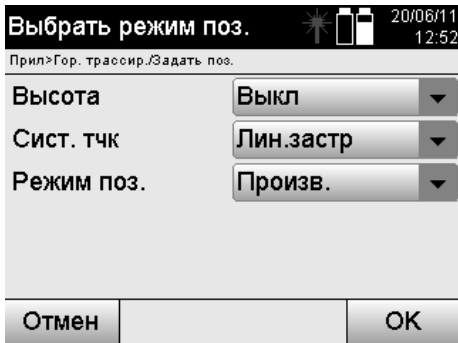 Выбрать режим поз. 20/06/11
12:52
Прил>Гор. трассир./Задать поз.
Высота Выкл
Сист. тчк Лин.застр
Режим поз. Произв.
Отмен OK